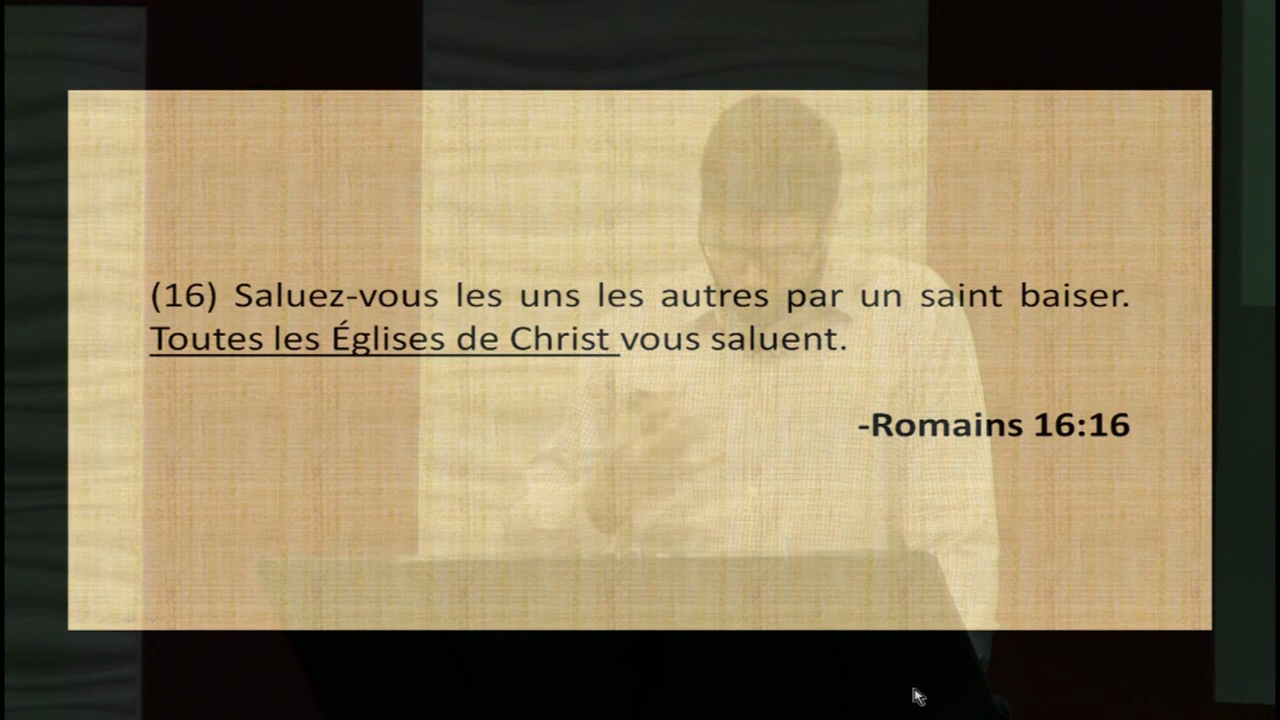 (16) Saluez-vous les uns les autres par un saint baiser.
Toutes les Églises de Christ vous saluent.
-Romains 16:16